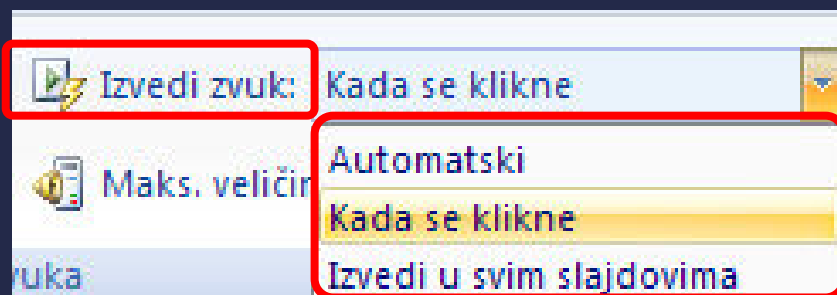 Izvedi zvuk: Kada se klikne
Automatski
Maks. veličin
Kada se klikne
vuka Izvedi u svim slajdovima